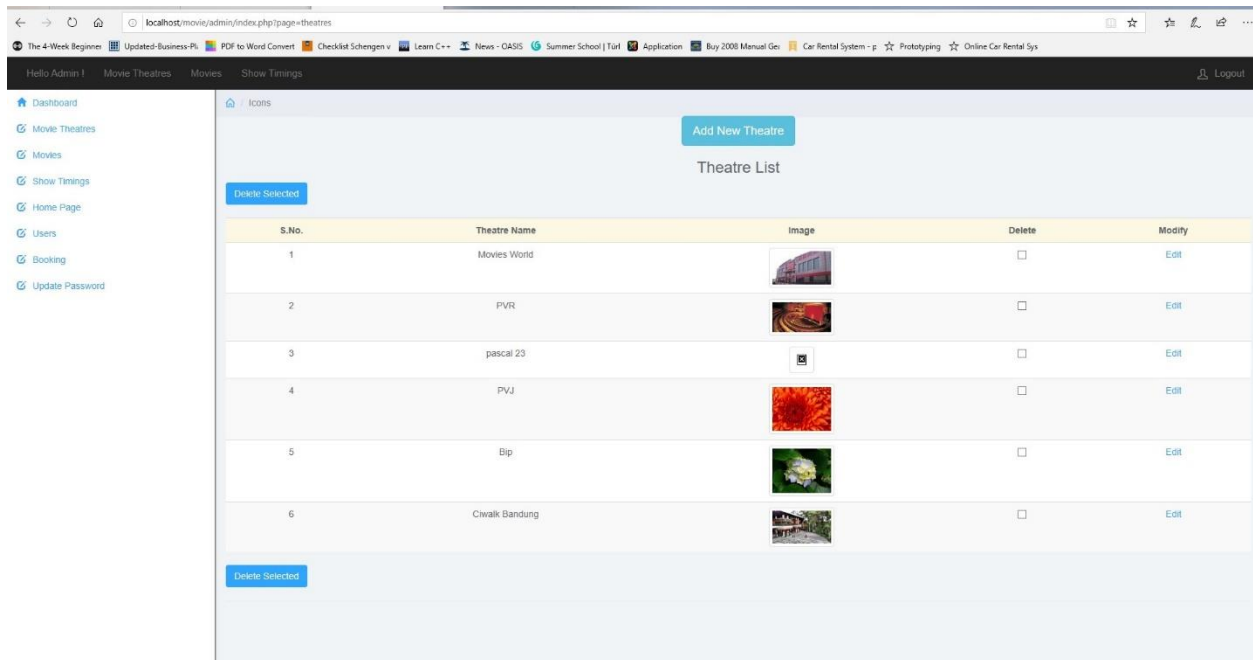 localhost/movie/admin/index.php?page=theatres
The 4-Week Beginner Updated-Business-Pl PDF to Word Convert Checklist Schengen v Learn C++ News - OASIS Summer School | Türl Application Buy 2008 Manual Ger Car Rental System - p Prototyping Online Car Rental Sys
Hello Admin ! Movie Theatres Movies Show Timings Logout
Dashboard
Movie Theatres
Movies
Show Timings
Home Page
Users
Booking
Update Password
/ Icons
Add New Theatre
Theatre List
Delete Selected
S.No. Theatre Name Image Delete Modify
1 Movies World Edit
2 PVR Edit
3 pascal 23 Edit
4 PVJ Edit
5 Bip Edit
6 Ciwalk Bandung Edit
Delete Selected